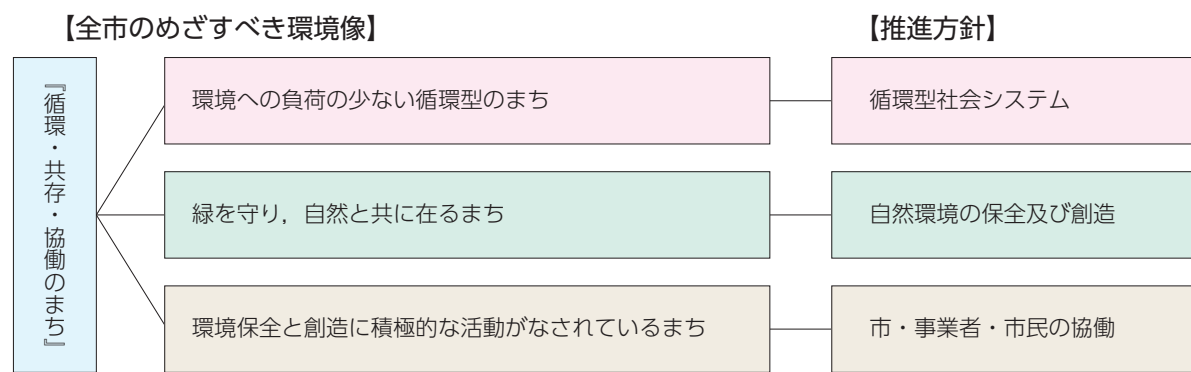 【全市のめざすべき環境像】
【推進方針】
『循環・共存・協働のまち』
環境への負荷の少ない循環型のまち
循環型社会システム
緑を守り，自然と共に在るまち
自然環境の保全及び創造
環境保全と創造に積極的な活動がなされているまち
市・事業者・市民の協働